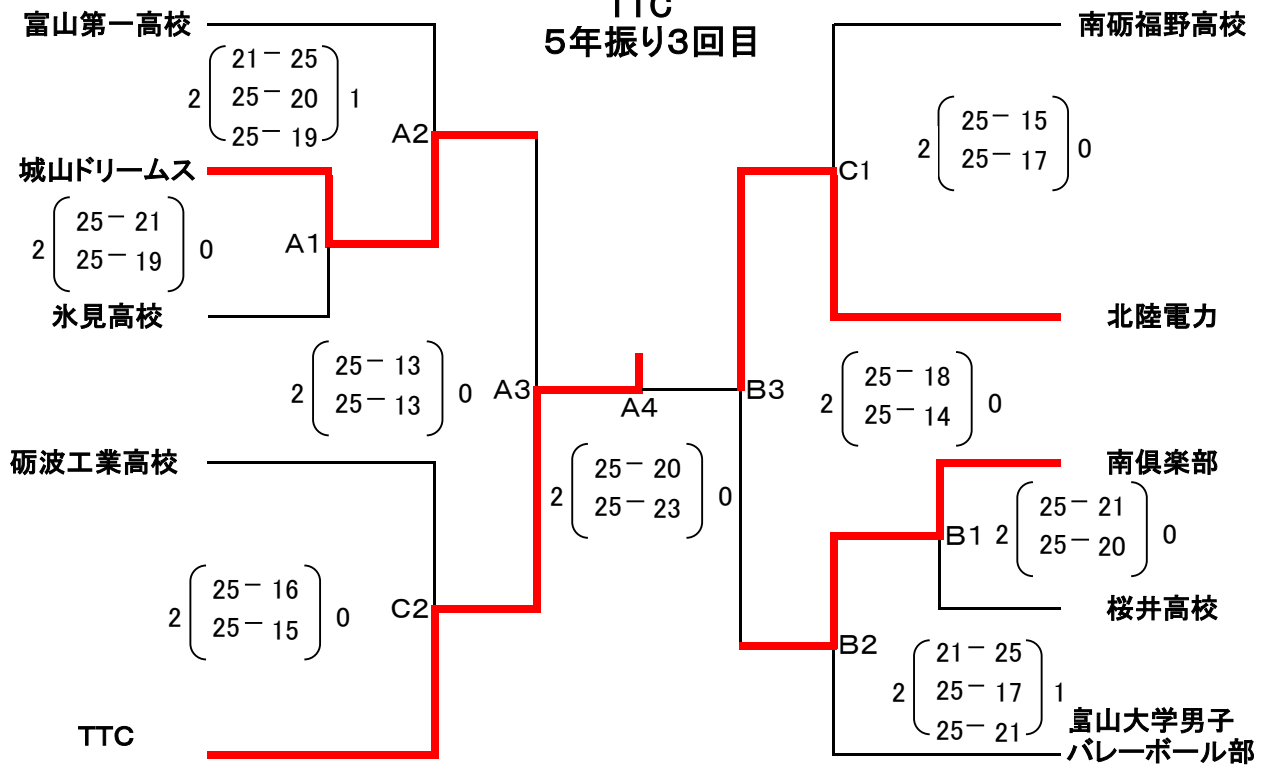 TTC
５年振り３回目
富山第一高校
2
21－25
25－20
25－19
1
A2
城山ドリームス
2
25－21
25－19
0
A1
氷見高校
2
25－13
25－13
0
A3
砺波工業高校
2
25－16
25－15
0
C2
TTC
A4
2
25－20
25－23
0
南砺福野高校
2
25－15
25－17
0
C1
北陸電力
B3
2
25－18
25－14
0
南俱楽部
B1
2
25－21
25－20
0
桜井高校
B2
2
21－25
25－17
25－21
1
富山大学男子
バレーボール部